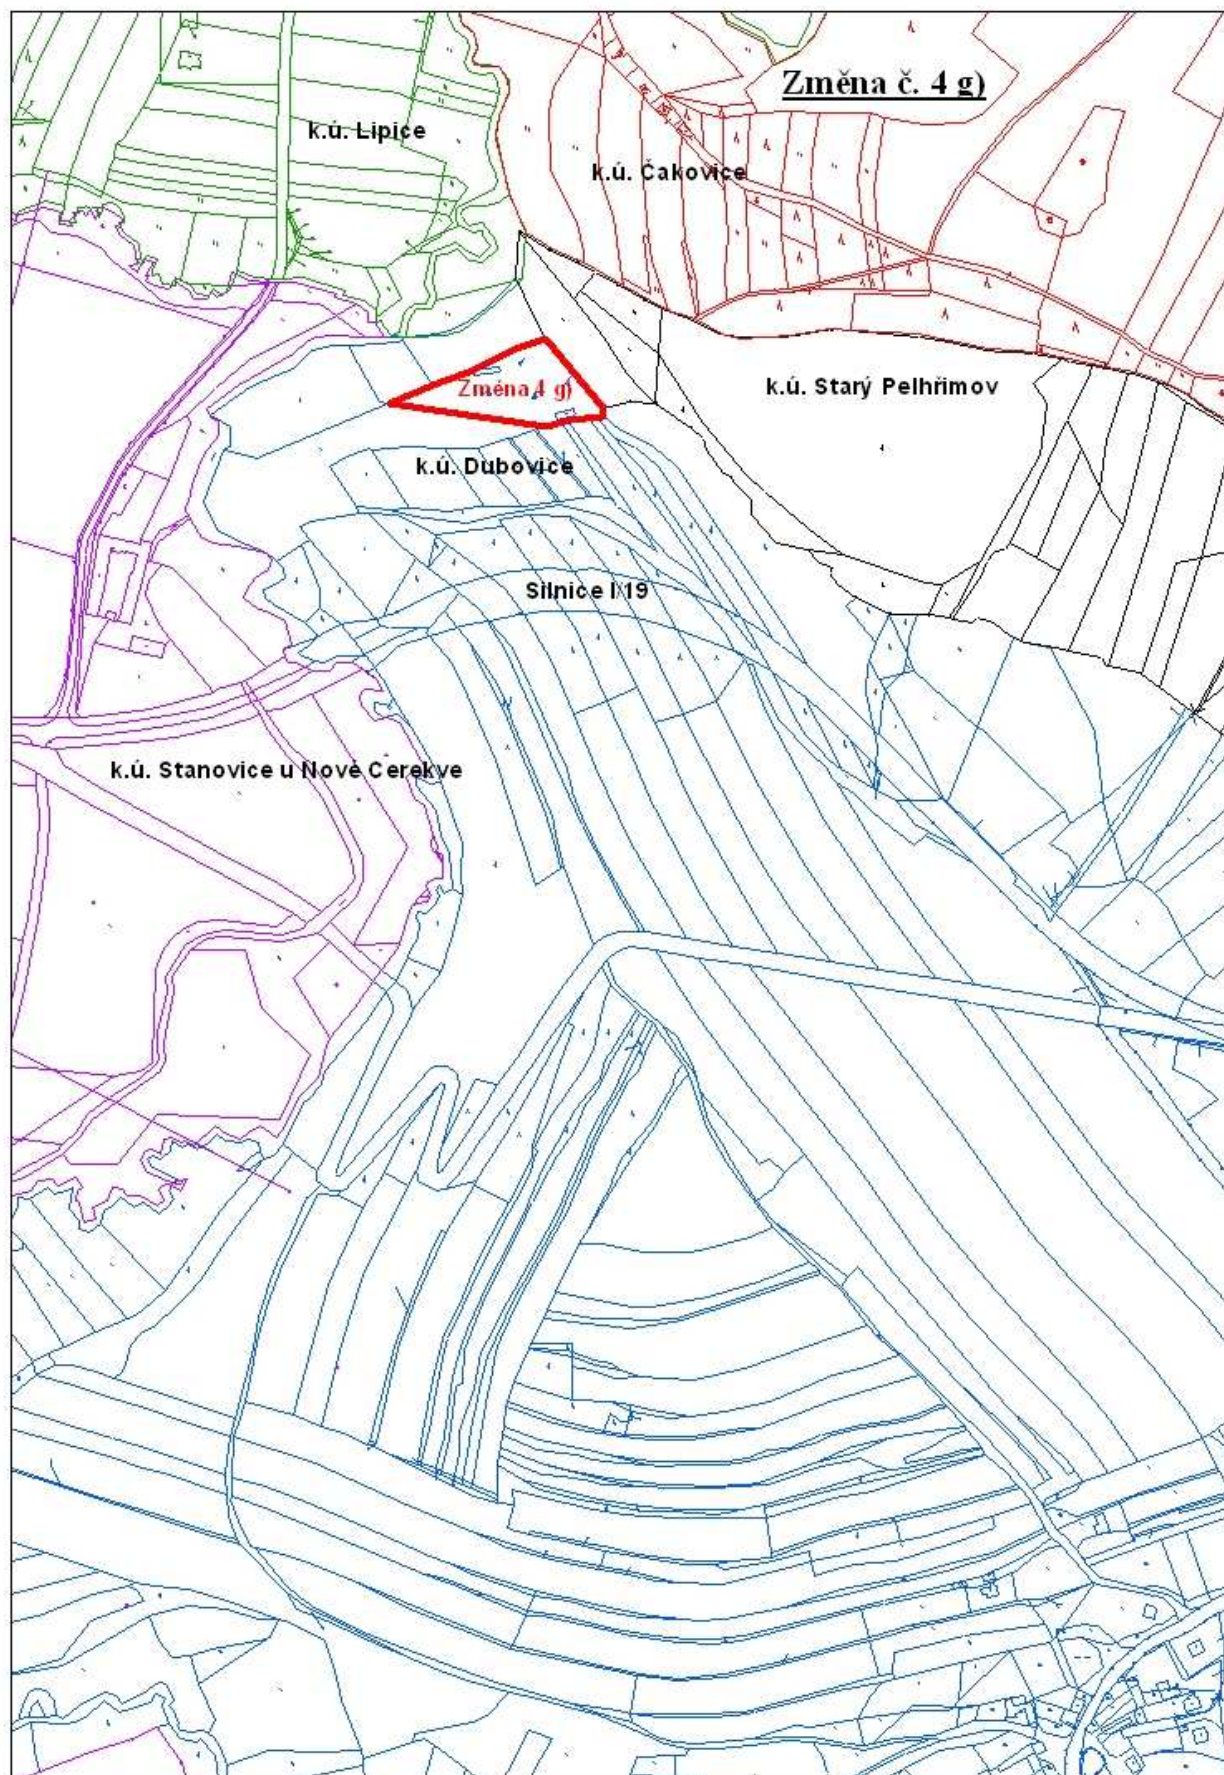 Změna č. 4 g)
k.ú. Lipice
k.ú. Čakovice
k.ú. Starý Pelhřimov
Změna 4 g)
k.ú. Dubovice
Silnice I/19
k.ú. Stanovice u Nové Cerekve